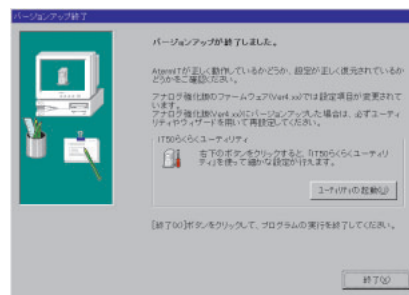 バージョンアップ終了
バージョンアップが終了しました。
AtermITが正しく動作しているかどうか、設定が正しく復元されているか
どうかをご確認ください。
アナログ強化版のファームウェア(Ver4.xx)では設定項目が変更されて
います。
アナログ強化版(Ver4.xx)にバージョンアップした場合は、必ずユーティ
リティやウィザードを用いて再設定してください。
IT50らくらくユーティリティ
右下のボタンをクリックすると、「IT50らくらくユーティリ
ティ」を使って細かな設定が行えます。
ユーティリティの起動(U)
[終了(X)]ボタンをクリックして、プログラムの実行を終了してください。
終了(X)